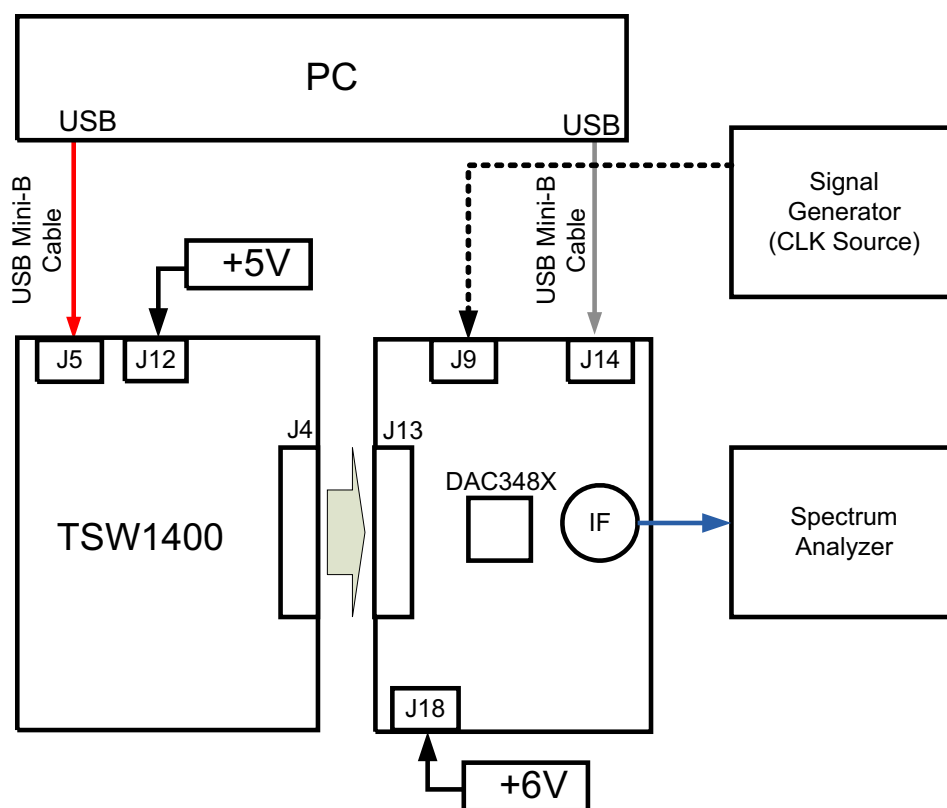 PC
USB
USB
USB Mini-B
Cable
USB Mini-B
Cable
Signal
Generator
(CLK Source)
+5V
J5
J12
J9
J14
J4
J13
DAC348X
TSW1400
IF
Spectrum
Analyzer
J18
+6V